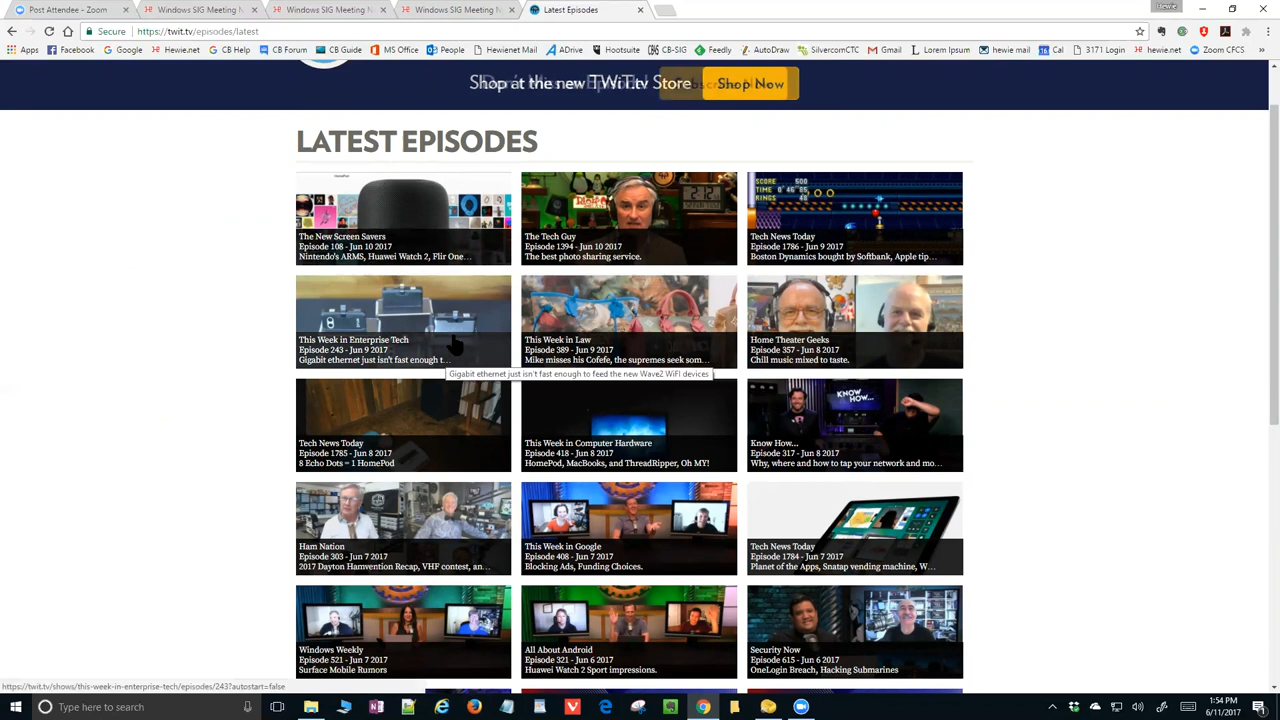 Post Attendee - Zoom
Windows SIG Meeting N
Windows SIG Meeting N
Windows SIG Meeting N
Latest Episodes
Hewie
Secure
https://twit.tv/episodes/latest
Apps
Facebook
Google
Hewie.net
CB Help
CB Forum
CB Guide
MS Office
People
Hewienet Email
ADrive
Hootsuite
CB-SIG
Feedly
AutoDraw
SilvercomCTC
Gmail
Lorem Ipsum
hewie mail
Cal
3171 Login
hewie.net
Zoom CFCS
Shop at the new TWiT.tv Store
Shop Now
LATEST EPISODES
HomePod
The New Screen Savers
Episode 108 - Jun 10 2017
Nintendo's ARMS, Huawei Watch 2, Flir One…
The Tech Guy
Episode 1394 - Jun 10 2017
The best photo sharing service.
SCORE 500
TIME 0'46"05
RINGS 40
Tech News Today
Episode 1786 - Jun 9 2017
Boston Dynamics bought by Softbank, Apple tip…
This Week in Enterprise Tech
Episode 243 - Jun 9 2017
Gigabit ethernet just isn't fast enough t…
This Week in Law
Episode 389 - Jun 9 2017
Mike misses his Cofefe, the supremes seek som…
Home Theater Geeks
Episode 357 - Jun 8 2017
Chill music mixed to taste.
Gigabit ethernet just isn't fast enough to feed the new Wave2 WiFI devices
Tech News Today
Episode 1785 - Jun 8 2017
8 Echo Dots = 1 HomePod
This Week in Computer Hardware
Episode 418 - Jun 8 2017
HomePod, MacBooks, and ThreadRipper, Oh MY!
KNOW HOW...
Know How...
Episode 317 - Jun 8 2017
Why, where and how to tap your network and mo…
Ham Nation
Episode 303 - Jun 7 2017
2017 Dayton Hamvention Recap, VHF contest, an…
This Week in Google
Episode 408 - Jun 7 2017
Blocking Ads, Funding Choices.
Tech News Today
Episode 1784 - Jun 7 2017
Planet of the Apps, Snatap vending machine, W…
Windows Weekly
Episode 521 - Jun 7 2017
Surface Mobile Rumors
All About Android
Episode 321 - Jun 6 2017
Huawei Watch 2 Sport impressions.
Security Now
Episode 615 - Jun 6 2017
OneLogin Breach, Hacking Submarines
https://twit.tv/shows/this-week-in-enterprise-tech/episodes/243?autostart=false
Type here to search
1:54 PM
6/11/2017